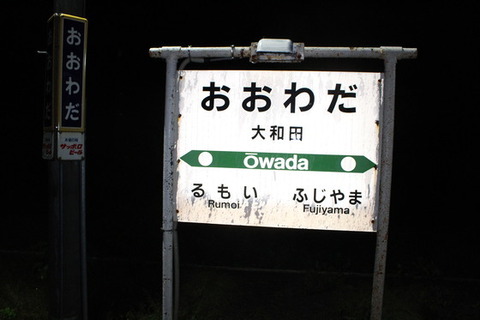 おおわだ
サッポロ
ビール
おおわだ
大和田
Ōwada
るもい
ふじやま
Rumoi
Fujiyama